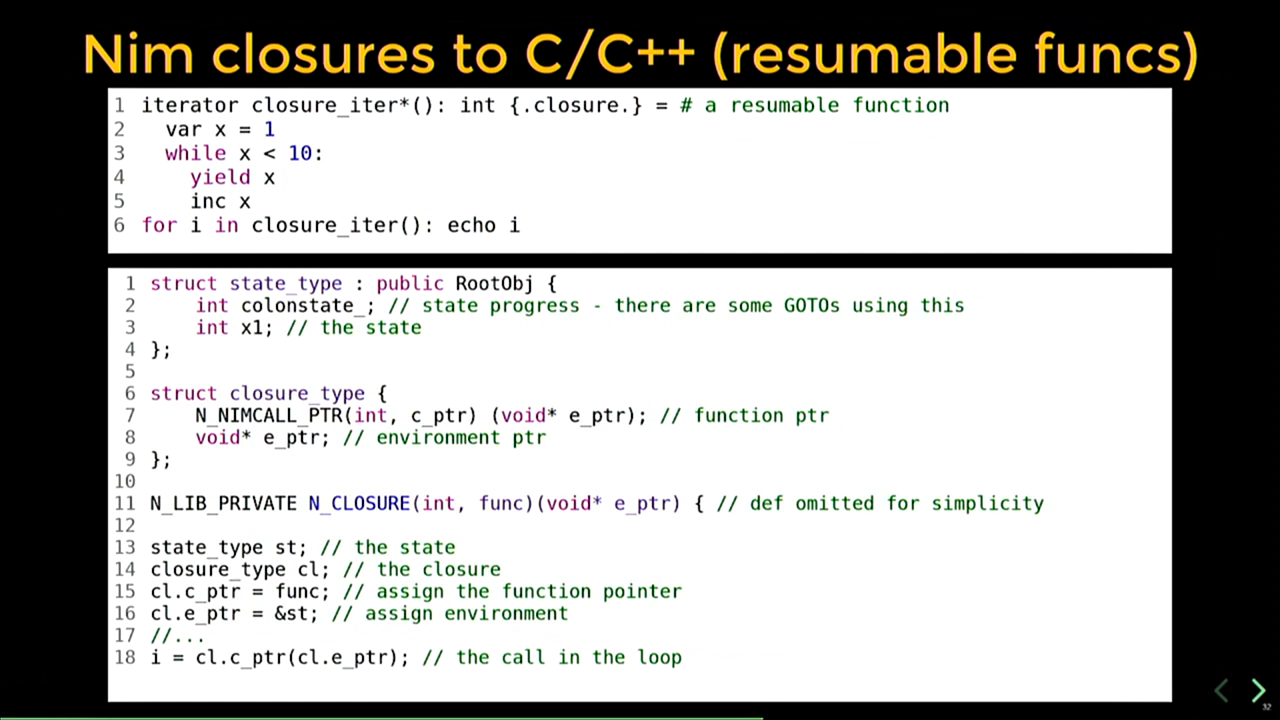 Nim closures to C/C++ (resumable funcs)
1 iterator closure_iter*(): int {.closure.} = # a resumable function
2   var x = 1
3   while x < 10:
4     yield x
5     inc x
6 for i in closure_iter(): echo i
1 struct state_type : public RootObj {
2     int colonstate_; // state progress - there are some GOTOs using this
3     int x1; // the state
4 };
5
6 struct closure_type {
7     N_NIMCALL_PTR(int, c_ptr) (void* e_ptr); // function ptr
8     void* e_ptr; // environment ptr
9 };
10
11 N_LIB_PRIVATE N_CLOSURE(int, func)(void* e_ptr) { // def omitted for simplicity
12
13 state_type st; // the state
14 closure_type cl; // the closure
15 cl.c_ptr = func; // assign the function pointer
16 cl.e_ptr = &st; // assign environment
17 //...
18 i = cl.c_ptr(cl.e_ptr); // the call in the loop
32